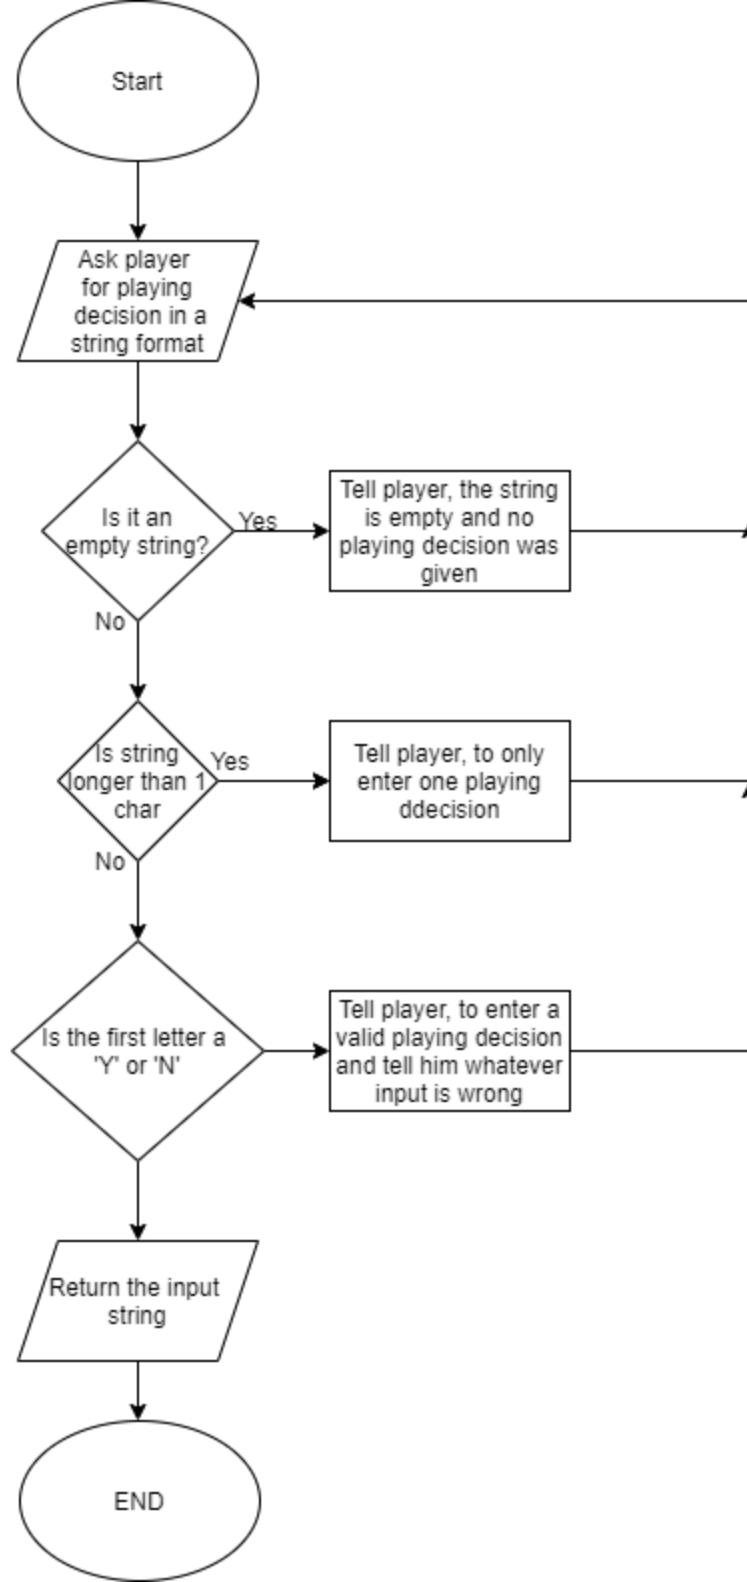 Start
Ask player
for playing
decision in a
string format
Is it an
empty string?
Yes
Tell player, the string
is empty and no
playing decision was
given
No
Is string
longer than 1
char
Yes
Tell player, to only
enter one playing
ddecision
No
Is the first letter a
'Y' or 'N'
Tell player, to enter a
valid playing decision
and tell him whatever
input is wrong
Return the input
string
END